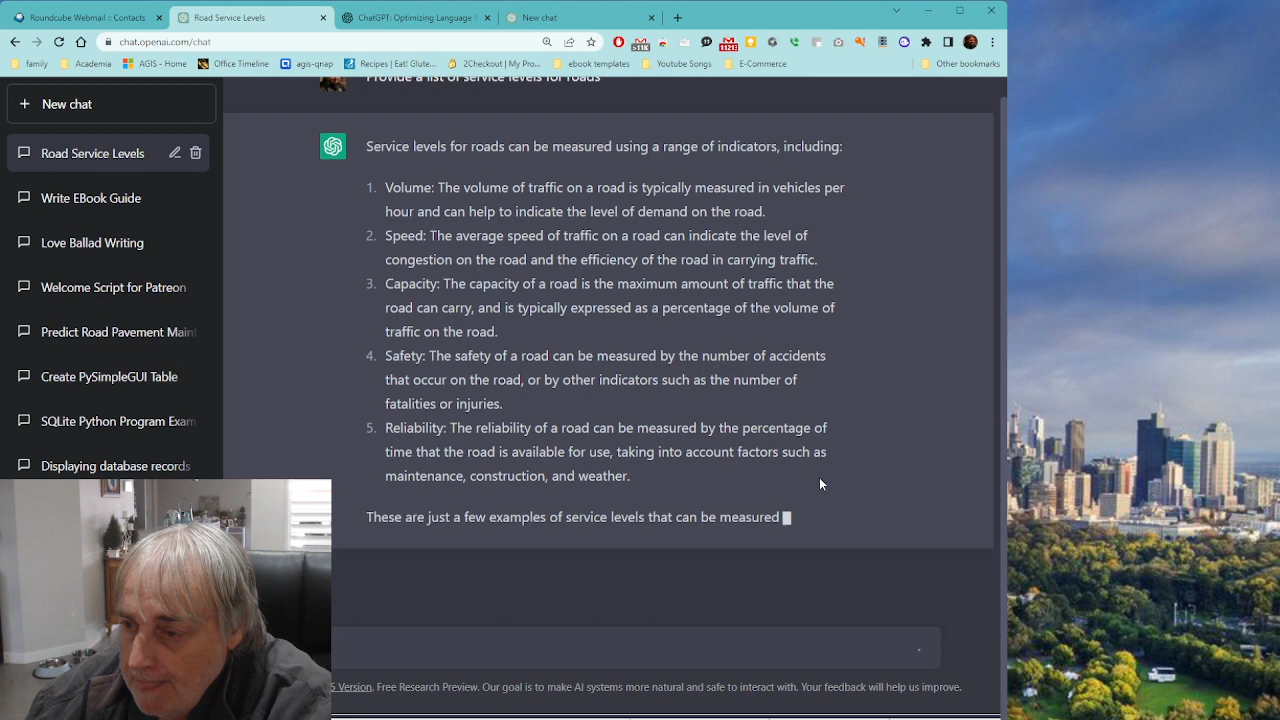 Roundcube Webmail :: Contacts
Road Service Levels
ChatGPT: Optimizing Language
New chat
chat.openai.com/chat
>11K
11213
family
Academia
AGIS - Home
Office Timeline
agis-qnap
Recipes | Eat! Glute...
2Checkout | My Pro...
ebook templates
Youtube Songs
E-Commerce
Other bookmarks
New chat
Road Service Levels
Write EBook Guide
Love Ballad Writing
Welcome Script for Patreon
Predict Road Pavement Maint
Create PySimpleGUI Table
SQLite Python Program Exam
Displaying database records
Provide a list of service levels for roads
Service levels for roads can be measured using a range of indicators, including:
1. Volume: The volume of traffic on a road is typically measured in vehicles per
hour and can help to indicate the level of demand on the road.
2. Speed: The average speed of traffic on a road can indicate the level of
congestion on the road and the efficiency of the road in carrying traffic.
3. Capacity: The capacity of a road is the maximum amount of traffic that the
road can carry, and is typically expressed as a percentage of the volume of
traffic on the road.
4. Safety: The safety of a road can be measured by the number of accidents
that occur on the road, or by other indicators such as the number of
fatalities or injuries.
5. Reliability: The reliability of a road can be measured by the percentage of
time that the road is available for use, taking into account factors such as
maintenance, construction, and weather.
These are just a few examples of service levels that can be measured
5 Version. Free Research Preview. Our goal is to make AI systems more natural and safe to interact with. Your feedback will help us improve.